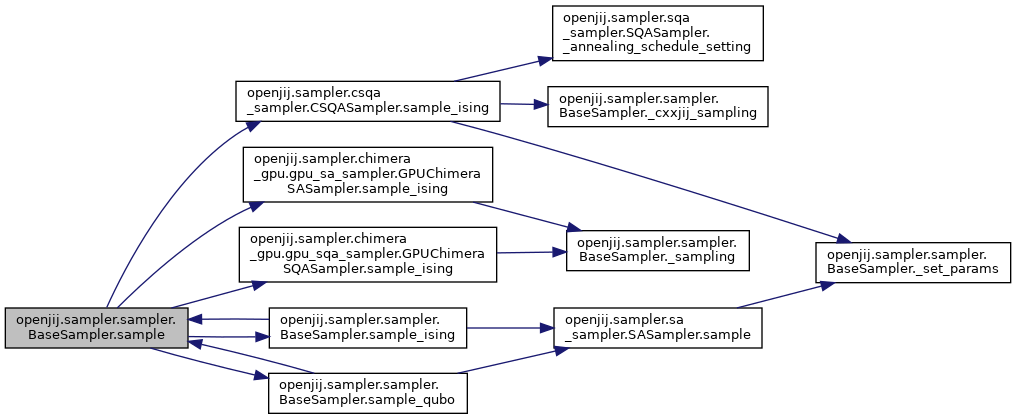 openjij.sampler.sqa
_sampler.SQASampler.
_annealing_schedule_setting
openjij.sampler.csqa
_sampler.CSQASampler.sample_ising
openjij.sampler.sampler.
BaseSampler._cxxjij_sampling
openjij.sampler.chimera
_gpu.gpu_sa_sampler.GPUChimera
SASampler.sample_ising
openjij.sampler.chimera
_gpu.gpu_sqa_sampler.GPUChimera
SQASampler.sample_ising
openjij.sampler.sampler.
BaseSampler._sampling
openjij.sampler.sampler.
BaseSampler._set_params
openjij.sampler.sampler.
BaseSampler.sample
openjij.sampler.sampler.
BaseSampler.sample_ising
openjij.sampler.sa
_sampler.SASampler.sample
openjij.sampler.sampler.
BaseSampler.sample_qubo